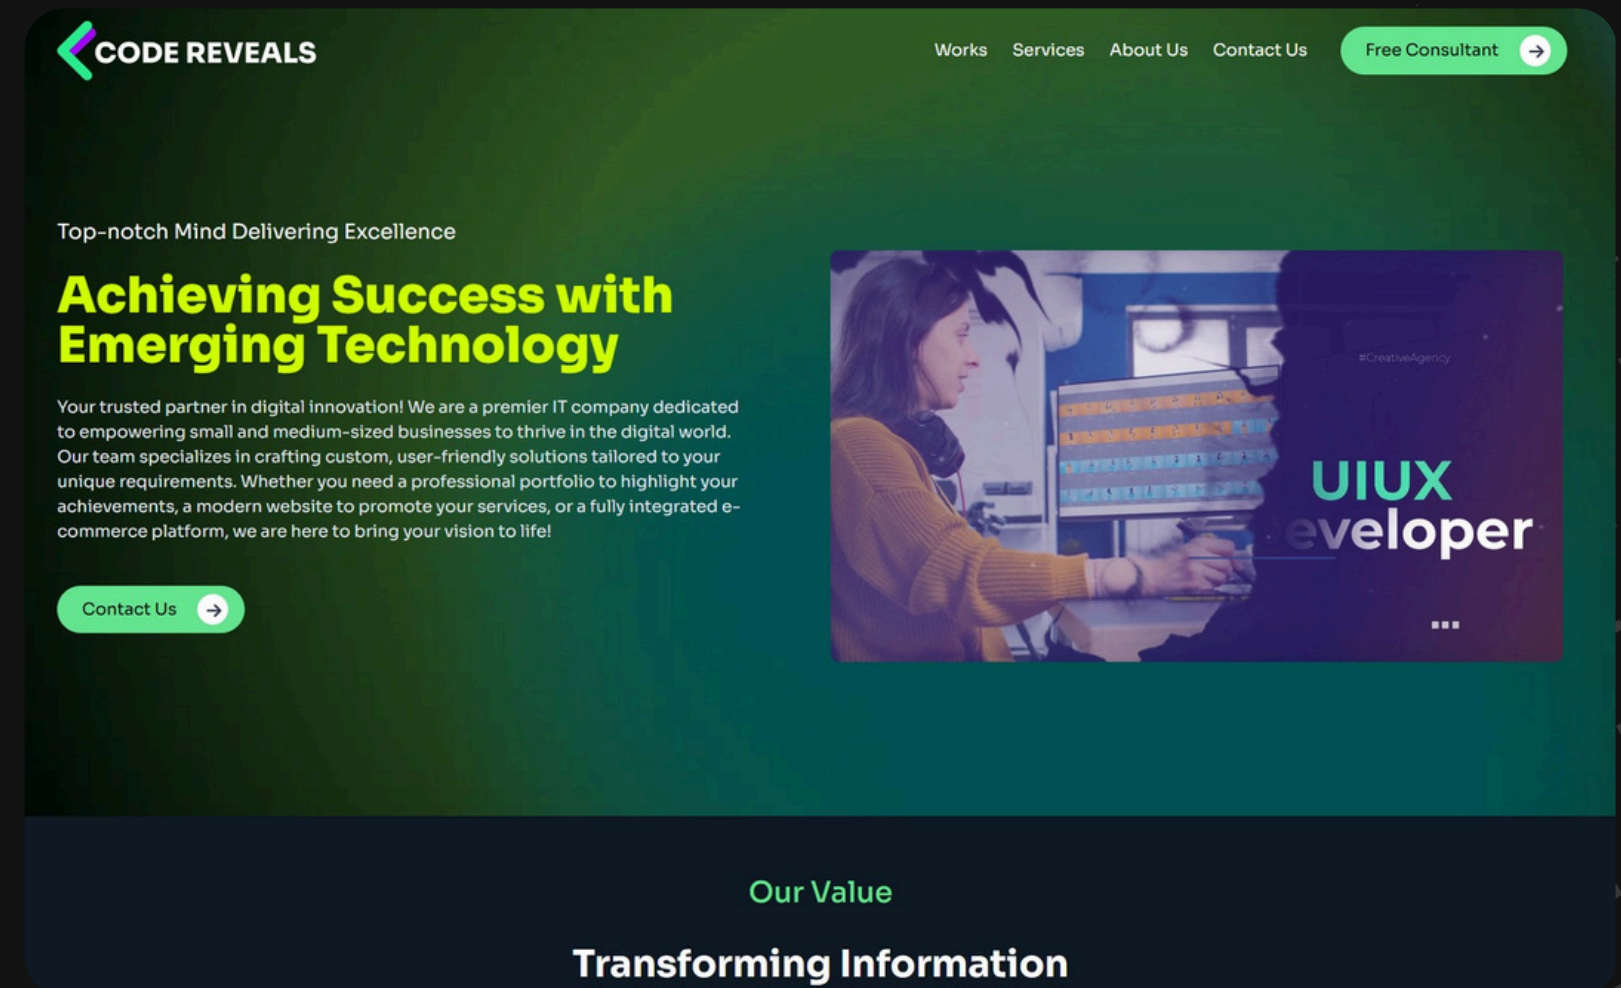 CODE REVEALS
Works
Services
About Us
Contact Us
Free Consultant
Top-notch Mind Delivering Excellence
Achieving Success with
Emerging Technology
Your trusted partner in digital innovation! We are a premier IT company dedicated
to empowering small and medium-sized businesses to thrive in the digital world.
Our team specializes in crafting custom, user-friendly solutions tailored to your
unique requirements. Whether you need a professional portfolio to highlight your
achievements, a modern website to promote your services, or a fully integrated e-
commerce platform, we are here to bring your vision to life!
Contact Us
#CreativeAgency
UIUX
eveloper
Our Value
Transforming Information